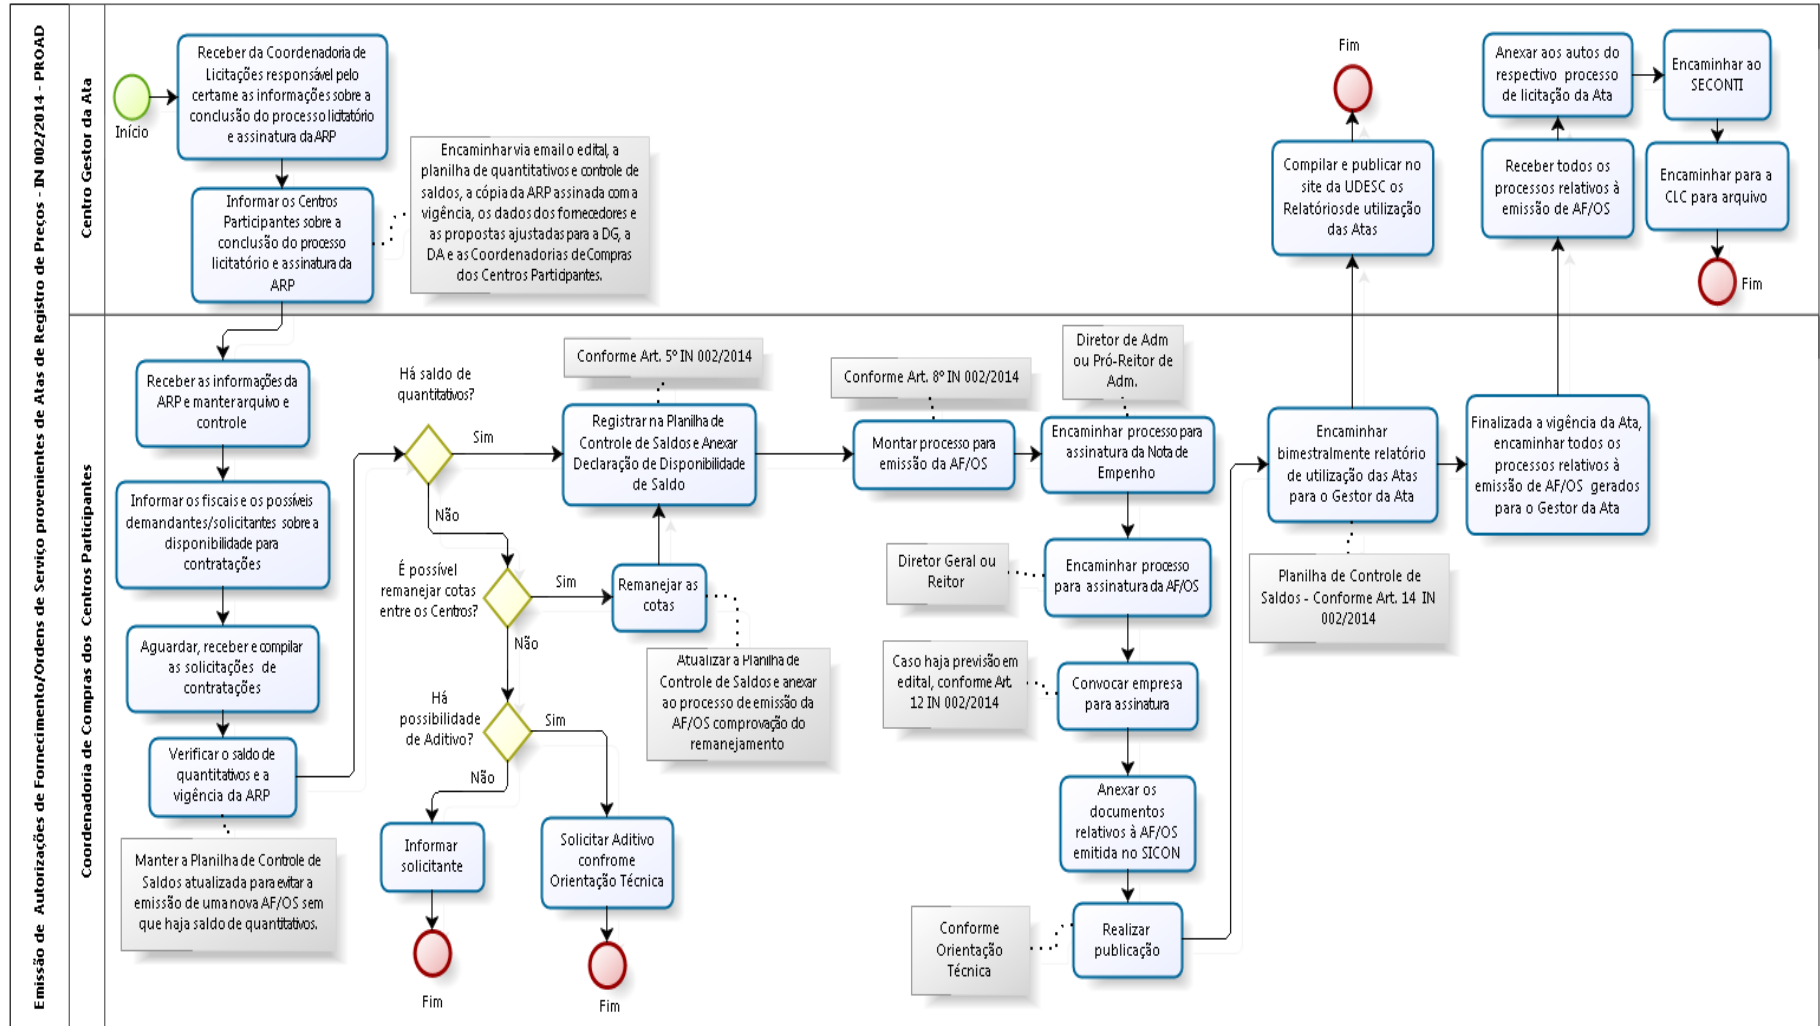 Emissão de Autorizações de Fornecimento/Ordens de Serviço provenientes de Atas de Registro de Preços - IN 002/2014 - PROAD
Centro Gestor da Ata
Início
Receber da Coordenadoria de
Licitações responsável pelo
certame as informações sobre a
conclusão do processo licitatório
e assinatura da ARP
Informar os Centros
Participantes sobre a
conclusão do processo
licitatório e assinatura da
ARP
Encaminhar via email o edital, a
planilha de quantitativos e controle de
saldos, a cópia da ARP assinada com a
vigência, os dados dos fornecedores e
as propostas ajustadas para a DG, a
DA e as Coordenadorias de Compras
dos Centros Participantes.
Fim
Compilar e publicar no
site da UDESC os
Relatórios de utilização
das Atas
Anexar aos autos do
respectivo processo
de licitação da Ata
Receber todos os
processos relativos à
emissão de AF/OS
Encaminhar ao
SECONTI
Encaminhar para a
CLC para arquivo
Fim
Coordenadoria de Compras dos Centros Participantes
Receber as informações da
ARP e manter arquivo e
controle
Informar os fiscais e os possíveis
demandantes/solicitantes sobre a
disponibilidade para
contratações
Aguardar, receber e compilar
as solicitações de
contratações
Verificar o saldo de
quantitativos e a
vigência da ARP
Manter a Planilha de Controle de
Saldos atualizada para evitar a
emissão de uma nova AF/OS sem
que haja saldo de quantitativos.
Há saldo de
quantitativos?
Sim
Não
É possível
remanejar cotas
entre os Centros?
Sim
Não
Há
possibilidade
de Aditivo?
Sim
Não
Informar
solicitante
Fim
Solicitar Aditivo
confrome
Orientação Técnica
Fim
Conforme Art. 5º IN 002/2014
Registrar na Planilha de
Controle de Saldos e Anexar
Declaração de Disponibilidade
de Saldo
Remanejar as
cotas
Atualizar a Planilha de
Controle de Saldos e anexar
ao processo de emissão da
AF/OS comprovação do
remanejamento
Conforme Art. 8º IN 002/2014
Montar processo para
emissão da AF/OS
Diretor de Adm
ou Pró-Reitor de
Adm.
Encaminhar processo para
assinatura da Nota de
Empenho
Diretor Geral ou
Reitor
Encaminhar processo
para assinatura da AF/OS
Caso haja previsão em
edital, conforme Art.
12 IN 002/2014
Convocar empresa
para assinatura
Anexar os
documentos
relativos à AF/OS
emitida no SICON
Conforme
Orientação
Técnica
Realizar
publicação
Encaminhar
bimestralmente relatório
de utilização das Atas
para o Gestor da Ata
Planilha de Controle de
Saldos - Conforme Art. 14 IN
002/2014
Finalizada a vigência da Ata,
encaminhar todos os
processos relativos à
emissão de AF/OS gerados
para o Gestor da Ata